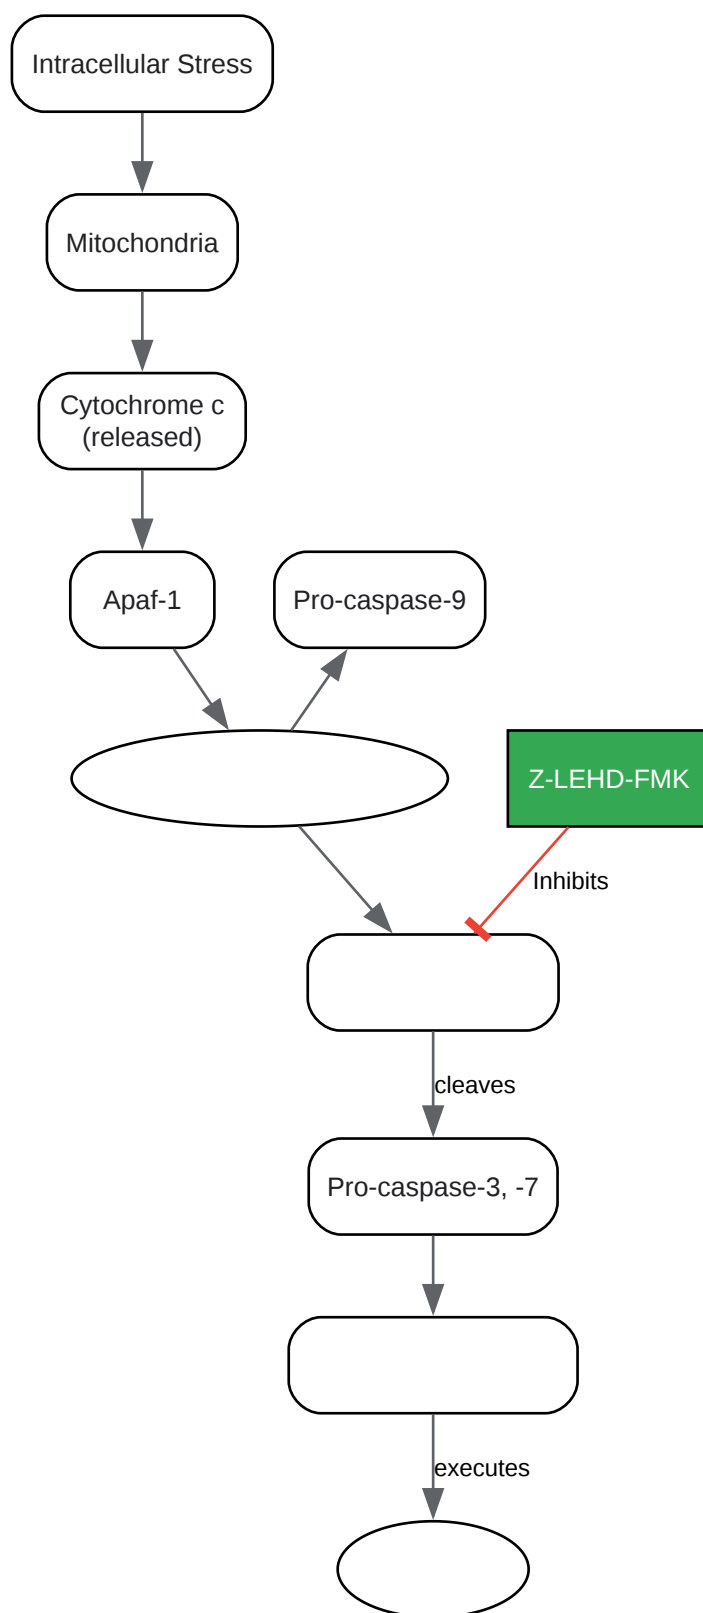 Intracellular Stress
Mitochondria
Cytochrome c
(released)
Apaf-1
Pro-caspase-9
Z-LEHD-FMK
Inhibits
cleaves
Pro-caspase-3, -7
executes